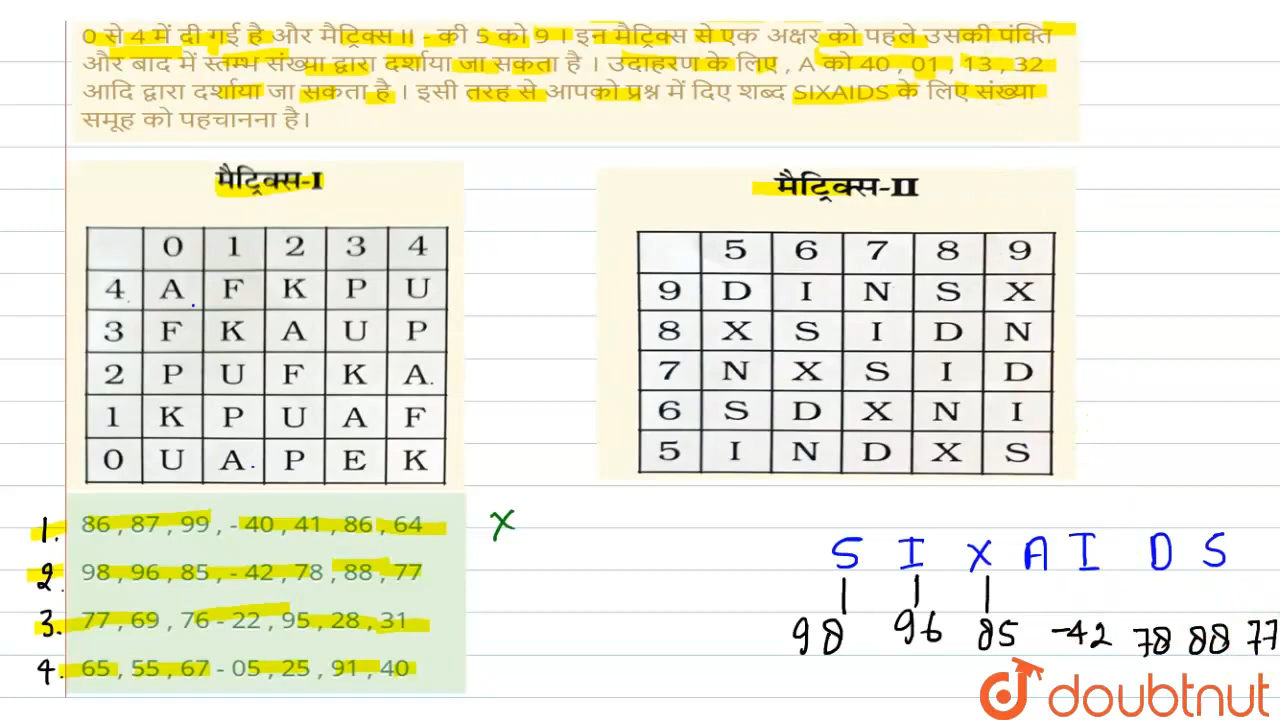 0 से 4 में दी गई है और मैट्रिक्स II - की 5 को 9 । इन मैट्रिक्स से एक अक्षर को पहले उसकी पंक्ति
और बाद में स्तम्भ संख्या द्वारा दर्शाया जा सकता है । उदाहरण के लिए , A को 40 , 01 , 13 , 32
आदि द्वारा दर्शाया जा सकता है । इसी तरह से आपको प्रश्न में दिए शब्द SIXAIDS के लिए संख्या
समूह को पहचानना है।
मैट्रिक्स-I
0 1 2 3 4
4 A F K P U
3 F K A U P
2 P U F K A
1 K P U A F
0 U A P E K
मैट्रिक्स-II
5 6 7 8 9
9 D I N S X
8 X S I D N
7 N X S I D
6 S D X N I
5 I N D X S
1. 86 , 87 , 99 , - 40 , 41 , 86 , 64 X
2. 98 , 96 , 85 , - 42 , 78 , 88 , 77
3. 77 , 69 , 76 - 22 , 95 , 28 , 31
4. 65 , 55 , 67 - 05 , 25 , 91 , 40
S I X A I D S
98 96 85 -42 78 88 77
doubtnut